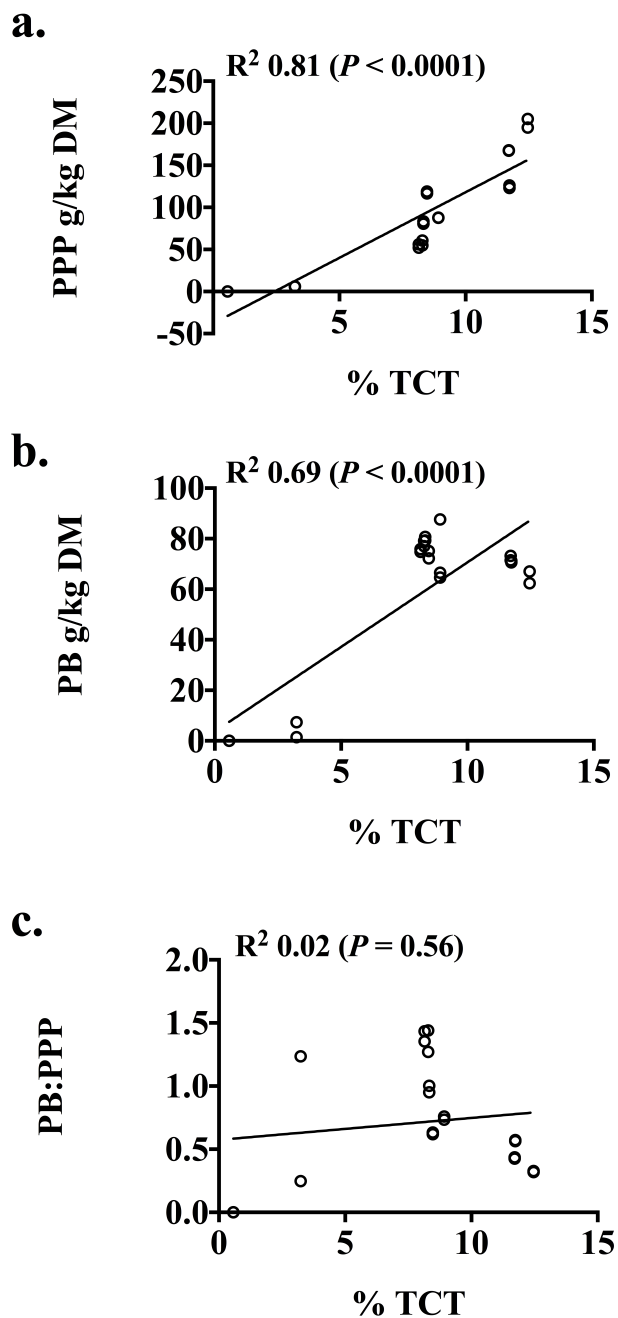 a.
R² 0.81 (P < 0.0001)
PPP g/kg DM
250
200
150
100
50
0
-50
5
10
15
% TCT
b.
R² 0.69 (P < 0.0001)
PB g/kg DM
100
80
60
40
20
0
0
5
10
15
% TCT
c.
R² 0.02 (P = 0.56)
PB:PPP
2.0
1.5
1.0
0.5
0.0
0
5
10
15
% TCT